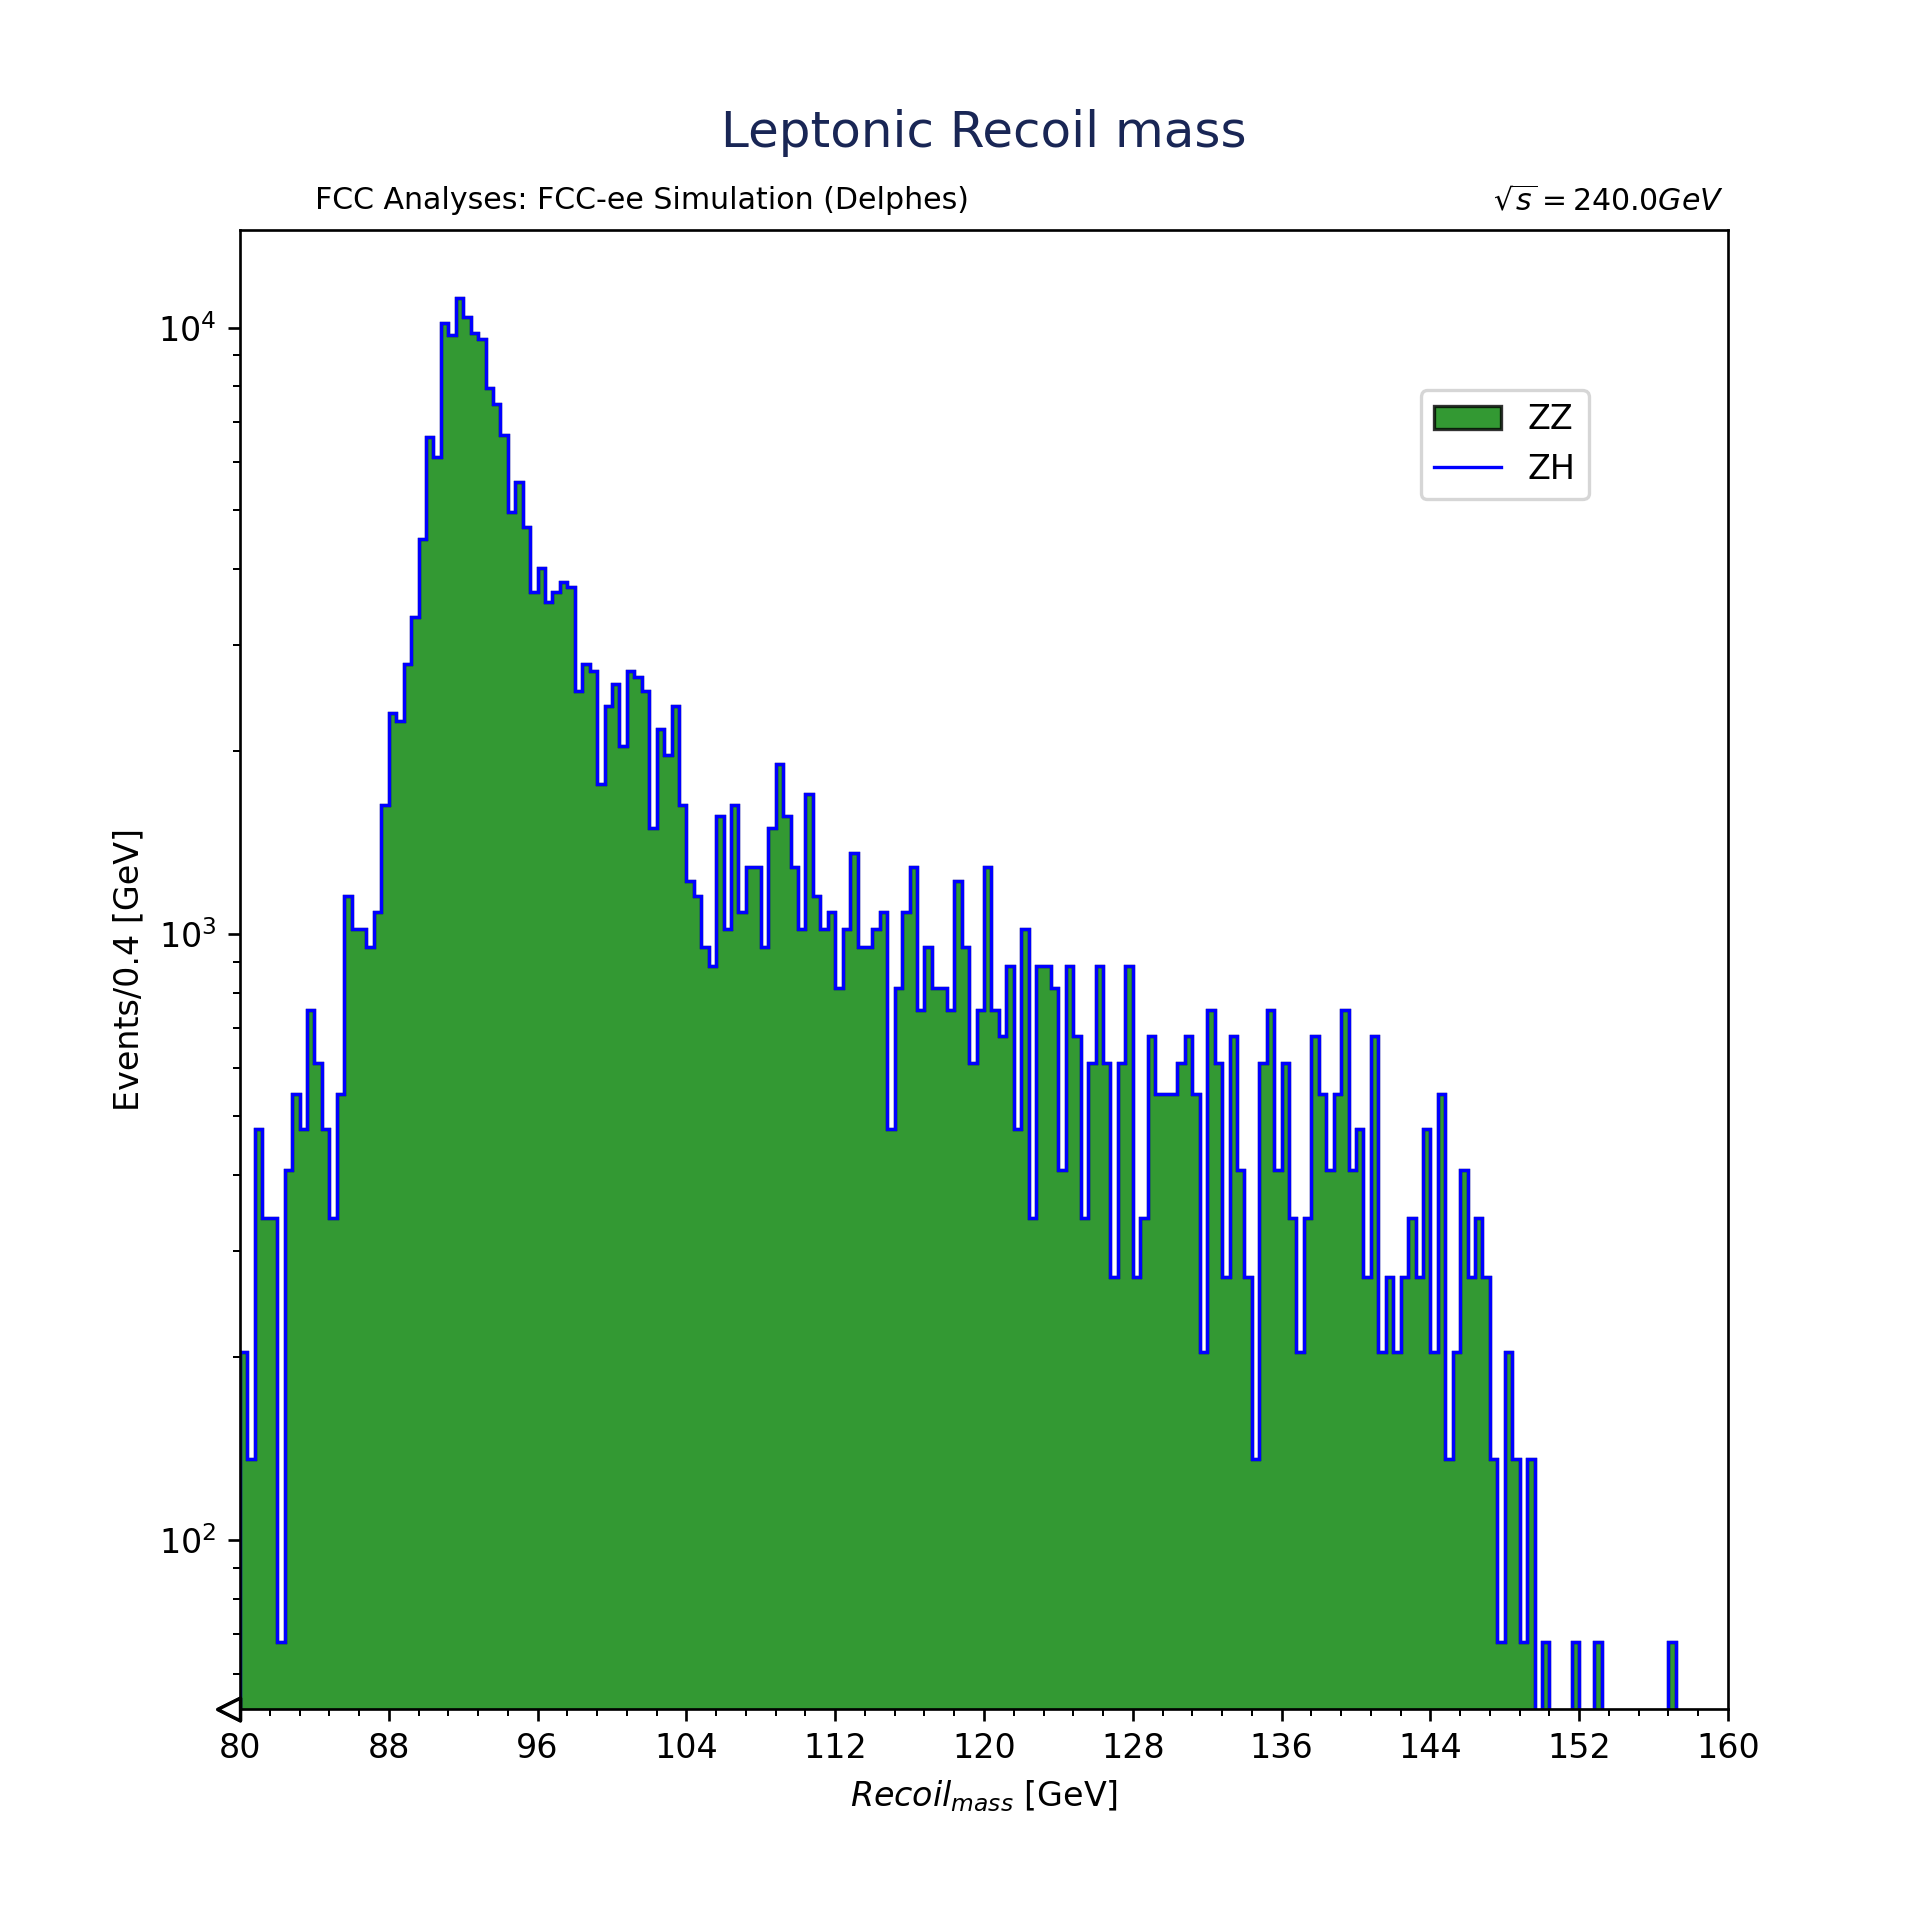 Leptonic Recoil mass
FCC Analyses: FCC-ee Simulation (Delphes)
√s = 240.0GeV
10⁴
10³
10²
Events/0.4 [GeV]
ZZ
ZH
80 88 96 104 112 120 128 136 144 152 160
Recoil_mass [GeV]